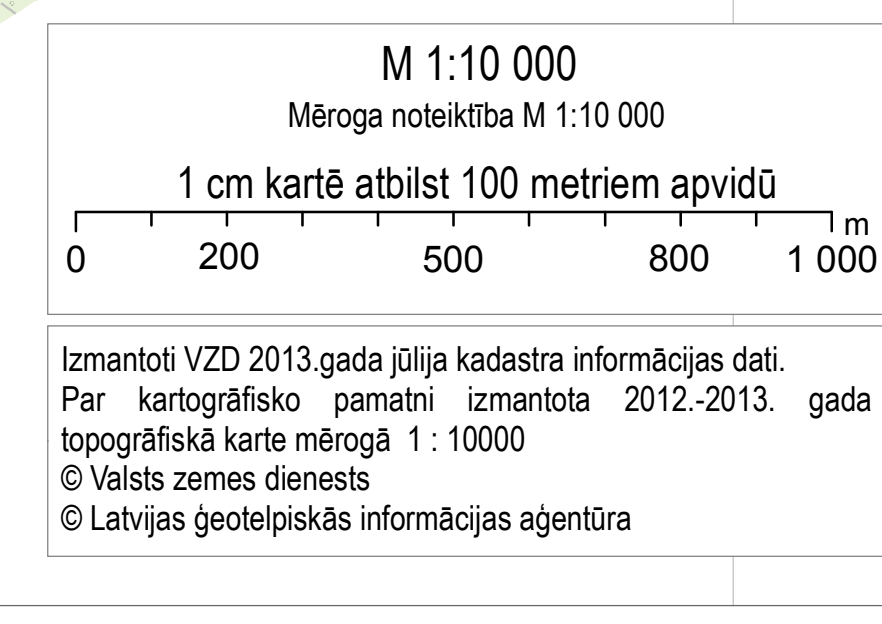 M 1:10 000
Mēroga noteiktība M 1:10 000
1 cm kartē atbilst 100 metriem apvidū
m
0 200 500 800 1 000
Izmantoti VZD 2013.gada jūlija kadastra informācijas dati.
Par kartogrāfisko pamatni izmantota 2012.-2013. gada
topogrāfiskā karte mērogā 1 : 10000
© Valsts zemes dienests
© Latvijas ģeotelpiskās informācijas aģentūra